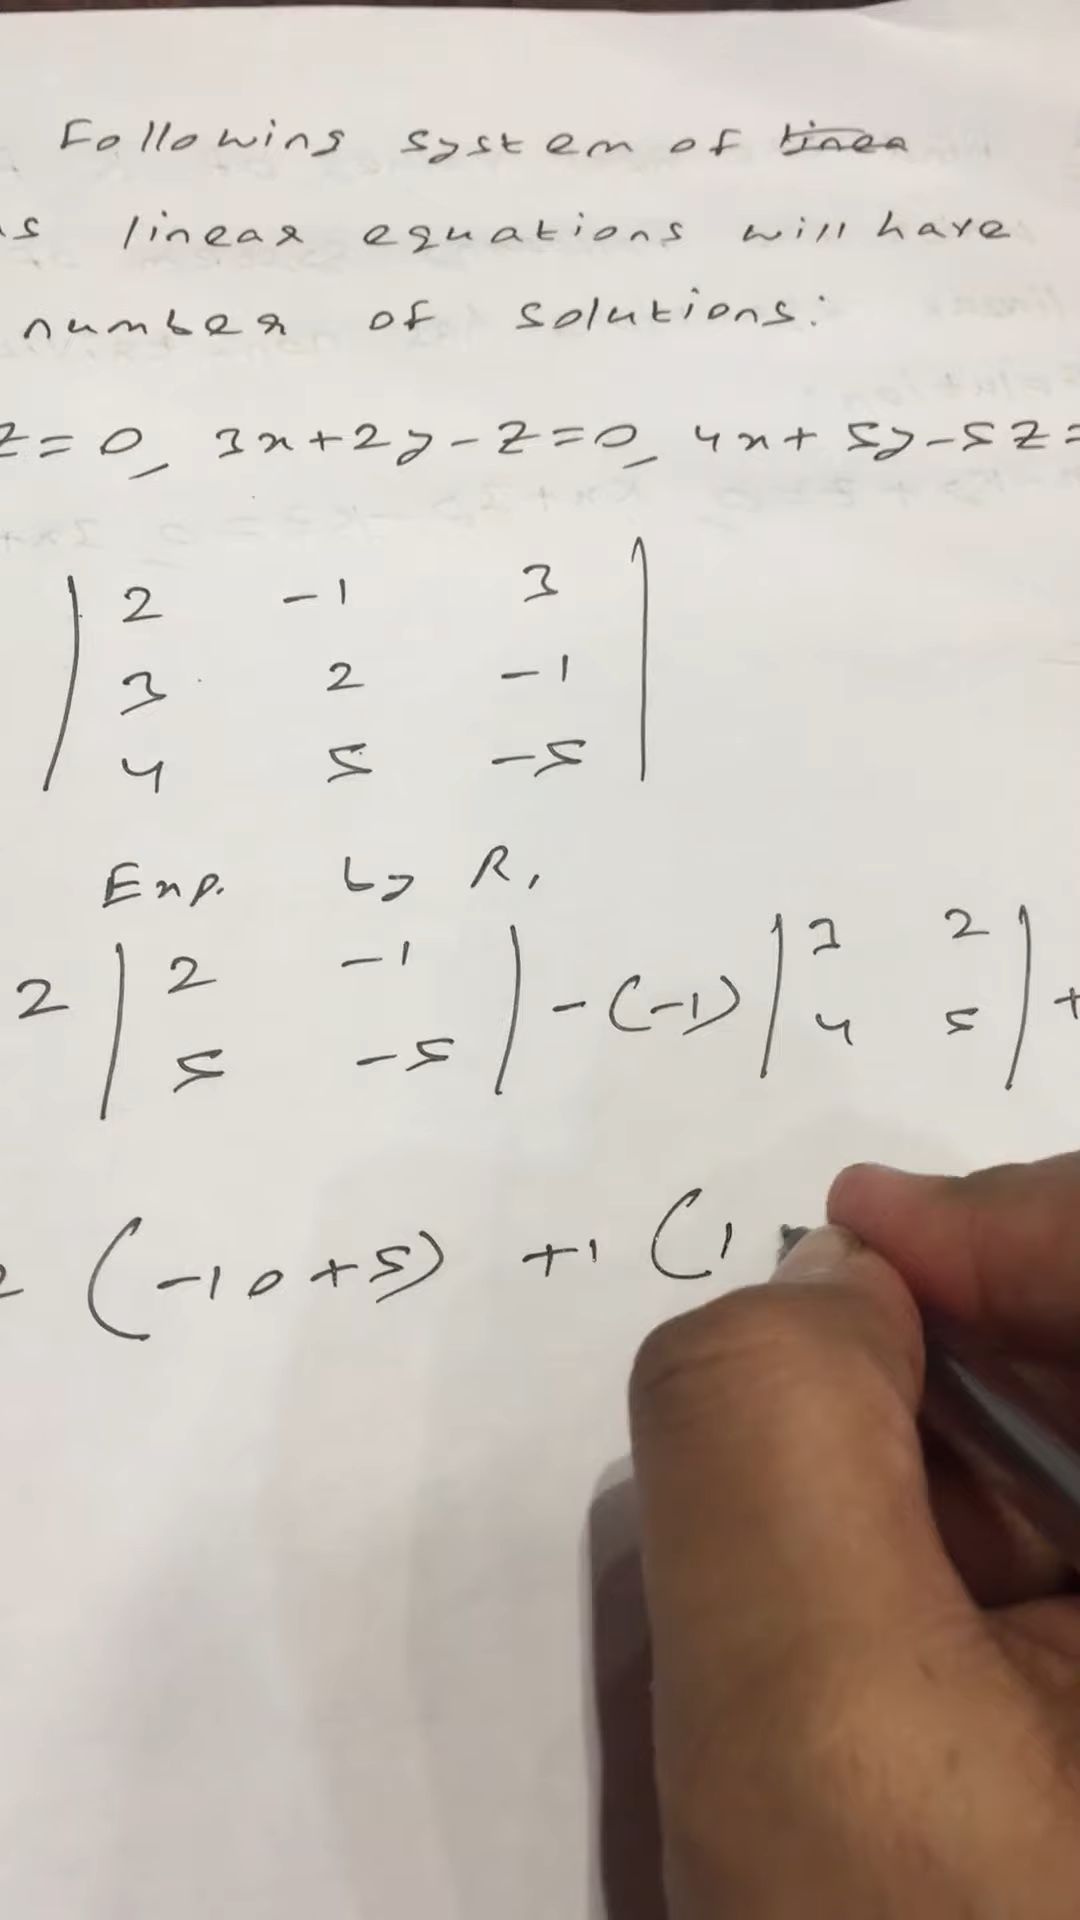 Following system of linea
s linear equations will have
number of solutions:
z = 0, 3x + 2y - z = 0, 4x + 5y - 5z =
| 2 -1 3 |
| 3 2 -1 |
| 4 5 -5 |
Exp. by R1
2 | 2 -1 | - (-1) | 3 2 | +
| 5 -5 | | 4 5 |
2 (-10+5) +1 (1